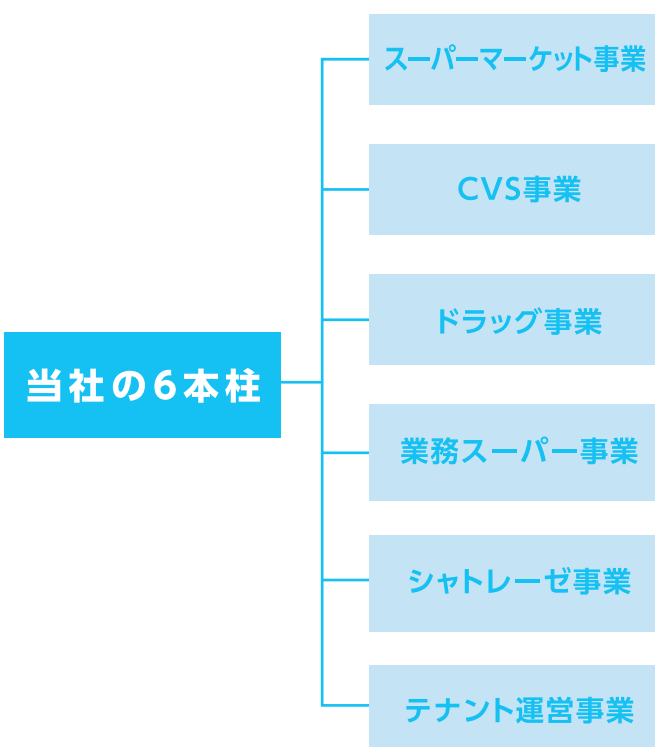 スーパーマーケット事業
CVS事業
ドラッグ事業
当社の6本柱
業務スーパー事業
シャトレーゼ事業
テナント運営事業